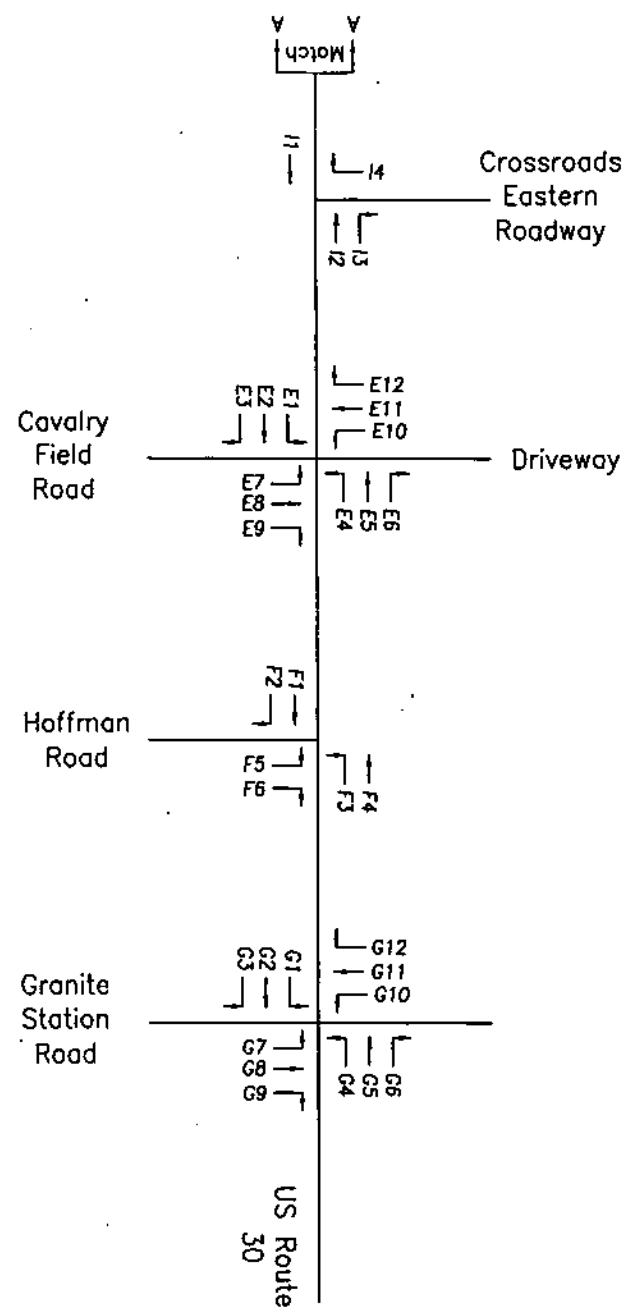 A A
Match
I1
I4
Crossroads
Eastern
Roadway
I2 I3
E3 E2 E1
E12
E11
E10
Cavalry
Field
Road
Driveway
E7
E8
E9
E4 E5 E6
F2 F1
Hoffman
Road
F5
F6
F3 F4
G3 G2 G1
G12
G11
G10
Granite
Station
Road
G7
G8
G9
G4 G5 G6
US Route
30